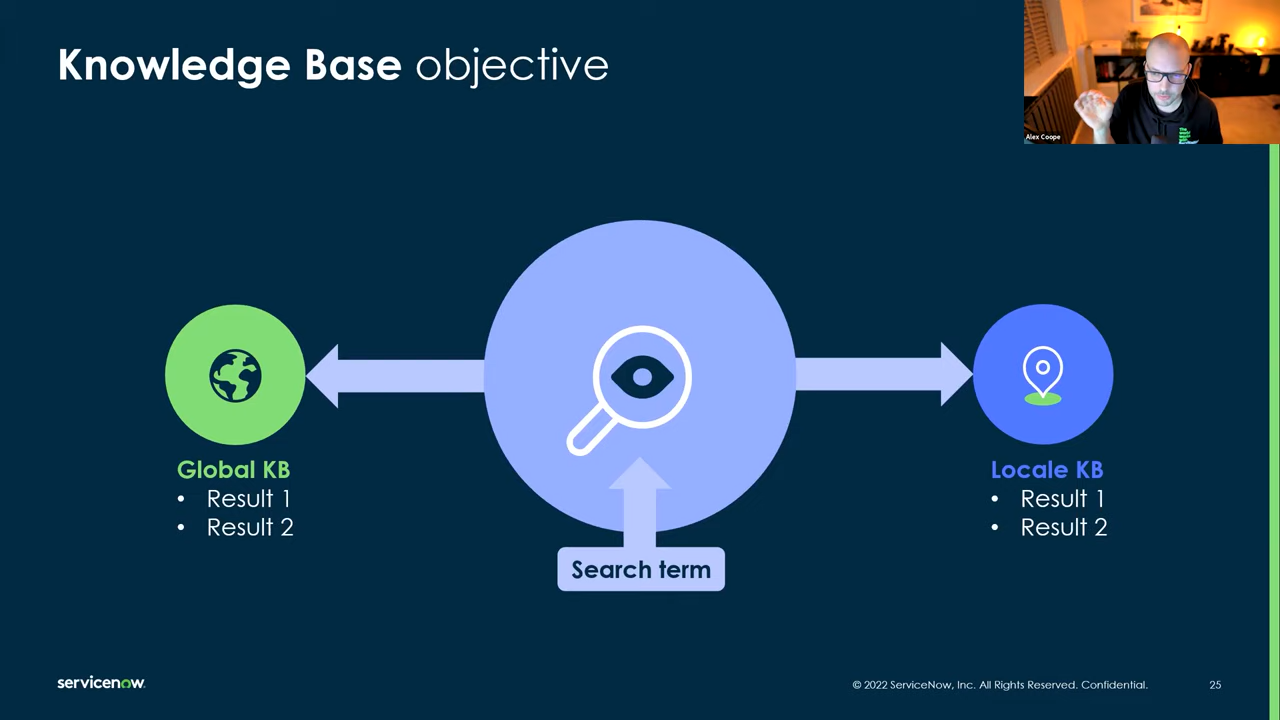 Knowledge Base objective
Alex Coope
Global KB
• Result 1
• Result 2
Locale KB
• Result 1
• Result 2
Search term
servicenow.
© 2022 ServiceNow, Inc. All Rights Reserved. Confidential.
25